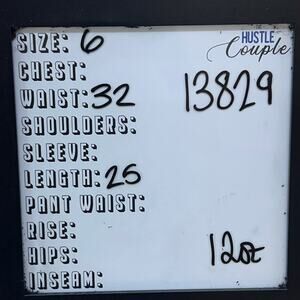 HUSTLE
Couple
SIZE: 6
CHEST:
WAIST: 32
13829
SHOULDERS:
SLEEVE:
LENGTH: 25
PANT WAIST:
RISE:
HIPS:
12oz
INSEAM: